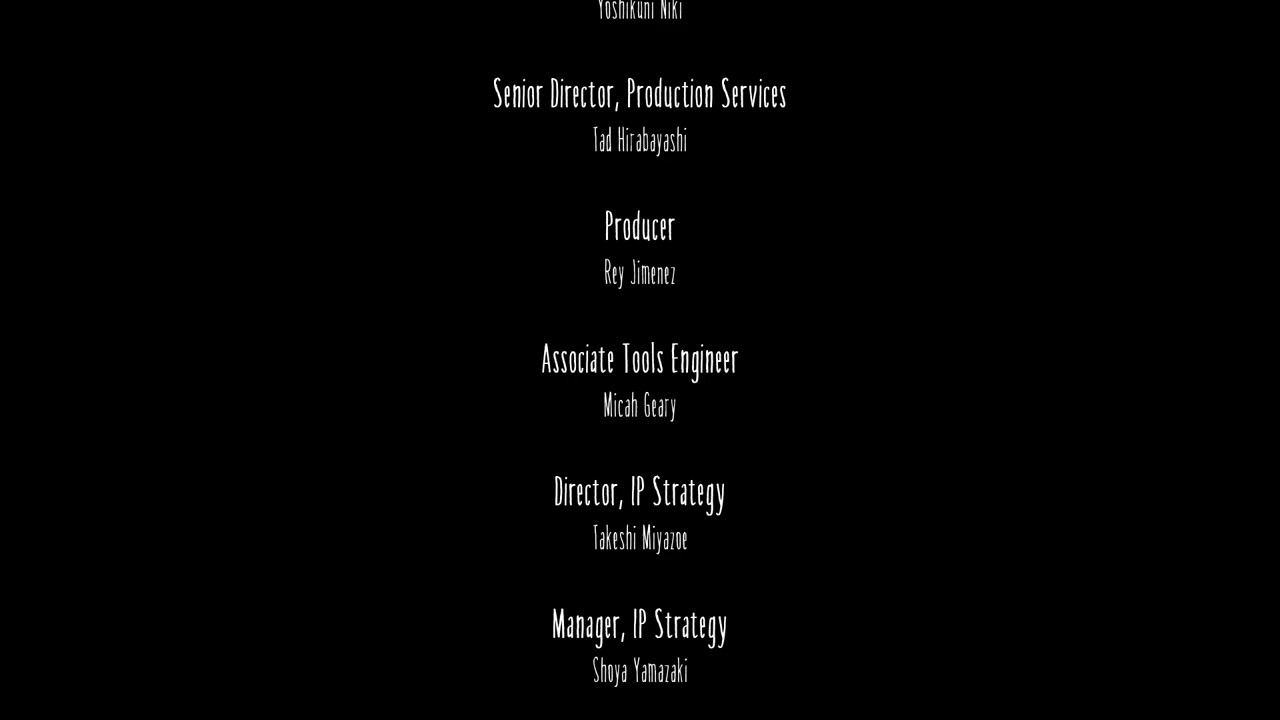 Yoshikuni Niki
Senior Director, Production Services
Tad Hirabayashi
Producer
Rey Jimenez
Associate Tools Engineer
Micah Geary
Director, IP Strategy
Takeshi Miyazoe
Manager, IP Strategy
Shoya Yamazaki